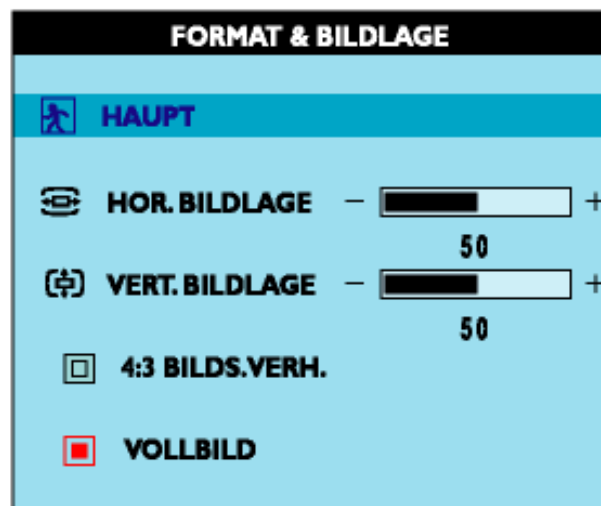 FORMAT & BILDLAGE
HAUPT
HOR. BILDLAGE - +
50
VERT. BILDLAGE - +
50
4:3 BILDS.VERH.
VOLLBILD